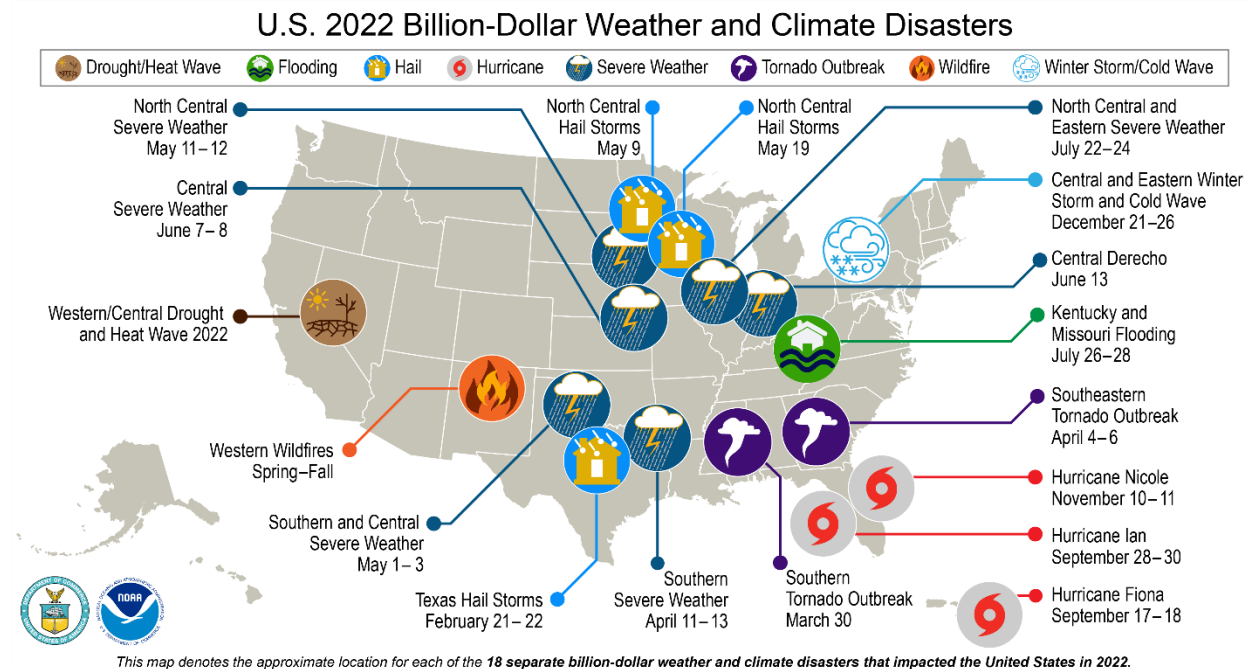 U.S. 2022 Billion-Dollar Weather and Climate Disasters
Drought/Heat Wave
Flooding
Hail
Hurricane
Severe Weather
Tornado Outbreak
Wildfire
Winter Storm/Cold Wave
North Central
Severe Weather
May 11–12
North Central
Hail Storms
May 9
North Central
Hail Storms
May 19
North Central and
Eastern Severe Weather
July 22–24
Central
Severe Weather
June 7–8
Central and Eastern Winter
Storm and Cold Wave
December 21–26
Central Derecho
June 13
Western/Central Drought
and Heat Wave 2022
Kentucky and
Missouri Flooding
July 26–28
Southeastern
Tornado Outbreak
April 4–6
Western Wildfires
Spring–Fall
Hurricane Nicole
November 10–11
Southern and Central
Severe Weather
May 1–3
Hurricane Ian
September 28–30
Texas Hail Storms
February 21–22
Southern
Severe Weather
April 11–13
Southern
Tornado Outbreak
March 30
Hurricane Fiona
September 17–18
DEPARTMENT OF COMMERCE
UNITED STATES OF AMERICA
NOAA
This map denotes the approximate location for each of the 18 separate billion-dollar weather and climate disasters that impacted the United States in 2022.